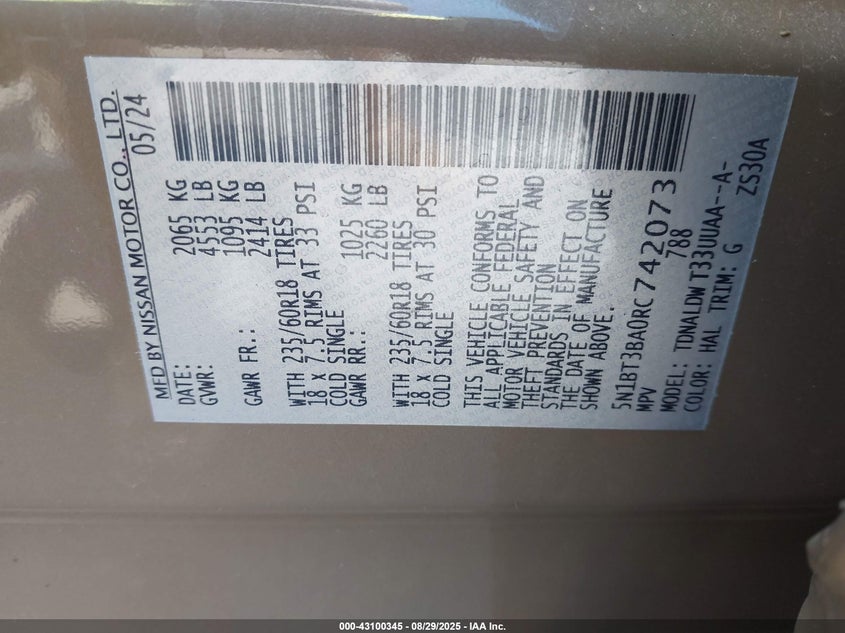 MFD BY NISSAN MOTOR CO., LTD.
DATE: 05/24
GVWR: 2065 KG
4553 LB
GAWR FR.: 1095 KG
2414 LB
WITH 235/60R18 TIRES
18 x 7.5 RIMS AT 33 PSI
COLD SINGLE
GAWR RR.: 1025 KG
2260 LB
WITH 235/60R18 TIRES
18 x 7.5 RIMS AT 30 PSI
COLD SINGLE
THIS VEHICLE CONFORMS TO
ALL APPLICABLE FEDERAL
MOTOR VEHICLE SAFETY AND
THEFT PREVENTION
STANDARDS IN EFFECT ON
THE DATE OF MANUFACTURE
SHOWN ABOVE.
5N1BT3BA0RC742073
MPV 788
MODEL: TDNALDW T33UUAA--A-
COLOR: HAL TRIM: G ZS30A
000-43100345 - 08/29/2025 - IAA Inc.